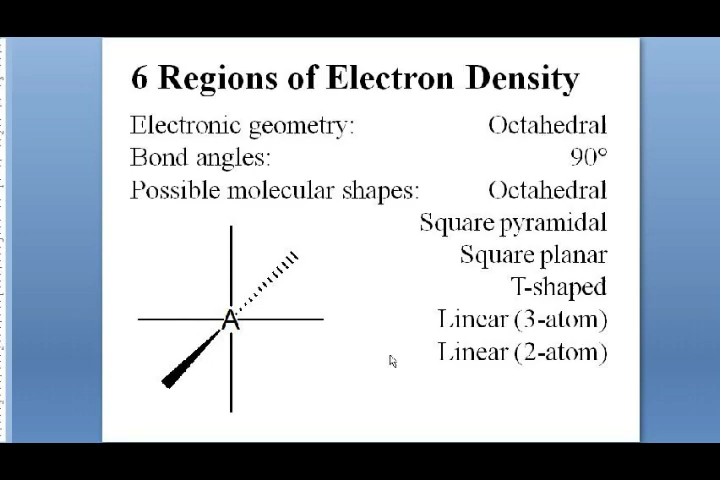 6 Regions of Electron Density
Electronic geometry: Octahedral
Bond angles: 90°
Possible molecular shapes: Octahedral
Square pyramidal
Square planar
T-shaped
Linear (3-atom)
Linear (2-atom)
A